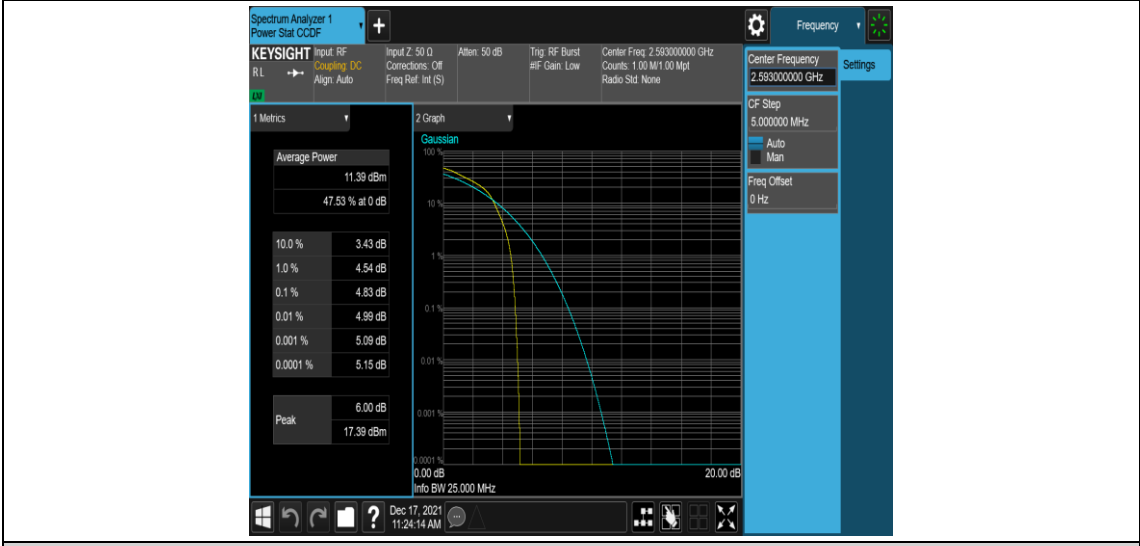 Spectrum Analyzer 1
Power Stat CCDF
+
Frequency
KEYSIGHT
RL
Input: RF
Coupling: DC
Align: Auto
Input Z: 50 Ω
Corrections: Off
Freq Ref: Int (S)
Atten: 50 dB
Trig: RF Burst
#IF Gain: Low
Center Freq: 2.593000000 GHz
Counts: 1.00 M/1.00 Mpt
Radio Std: None
Center Frequency
2.593000000 GHz
Settings
CF Step
5.000000 MHz
Auto
Man
Freq Offset
0 Hz
1 Metrics
Average Power
11.39 dBm
47.53 % at 0 dB
10.0 % 3.43 dB
1.0 % 4.54 dB
0.1 % 4.83 dB
0.01 % 4.99 dB
0.001 % 5.09 dB
0.0001 % 5.15 dB
Peak
6.00 dB
17.39 dBm
2 Graph
Gaussian
100 %
10 %
1 %
0.1 %
0.01 %
0.001 %
0.0001 %
0.00 dB
20.00 dB
Info BW 25.000 MHz
?
Dec 17, 2021
11:24:14 AM